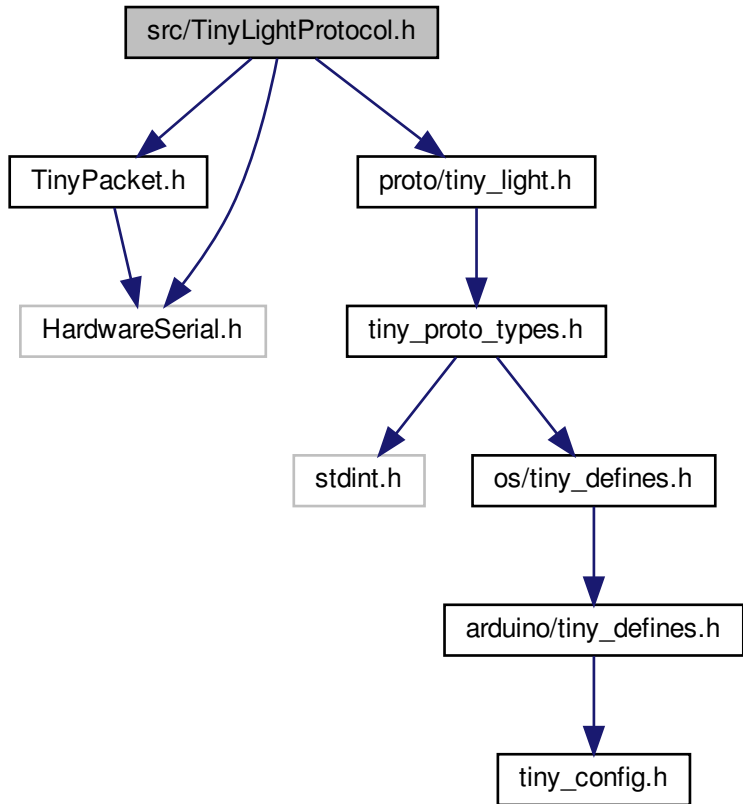 src/TinyLightProtocol.h
TinyPacket.h
proto/tiny_light.h
HardwareSerial.h
tiny_proto_types.h
stdint.h
os/tiny_defines.h
arduino/tiny_defines.h
tiny_config.h